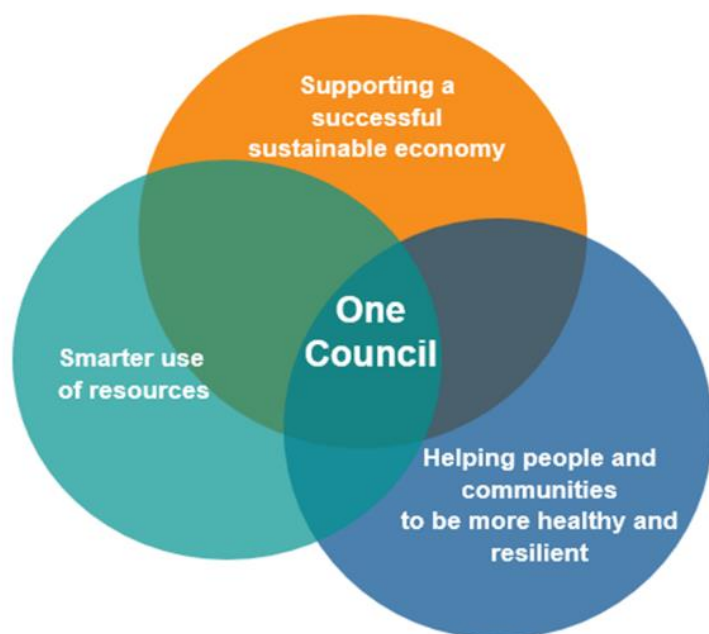 Supporting a
successful
sustainable economy
One
Council
Smarter use
of resources
Helping people and
communities
to be more healthy and
resilient